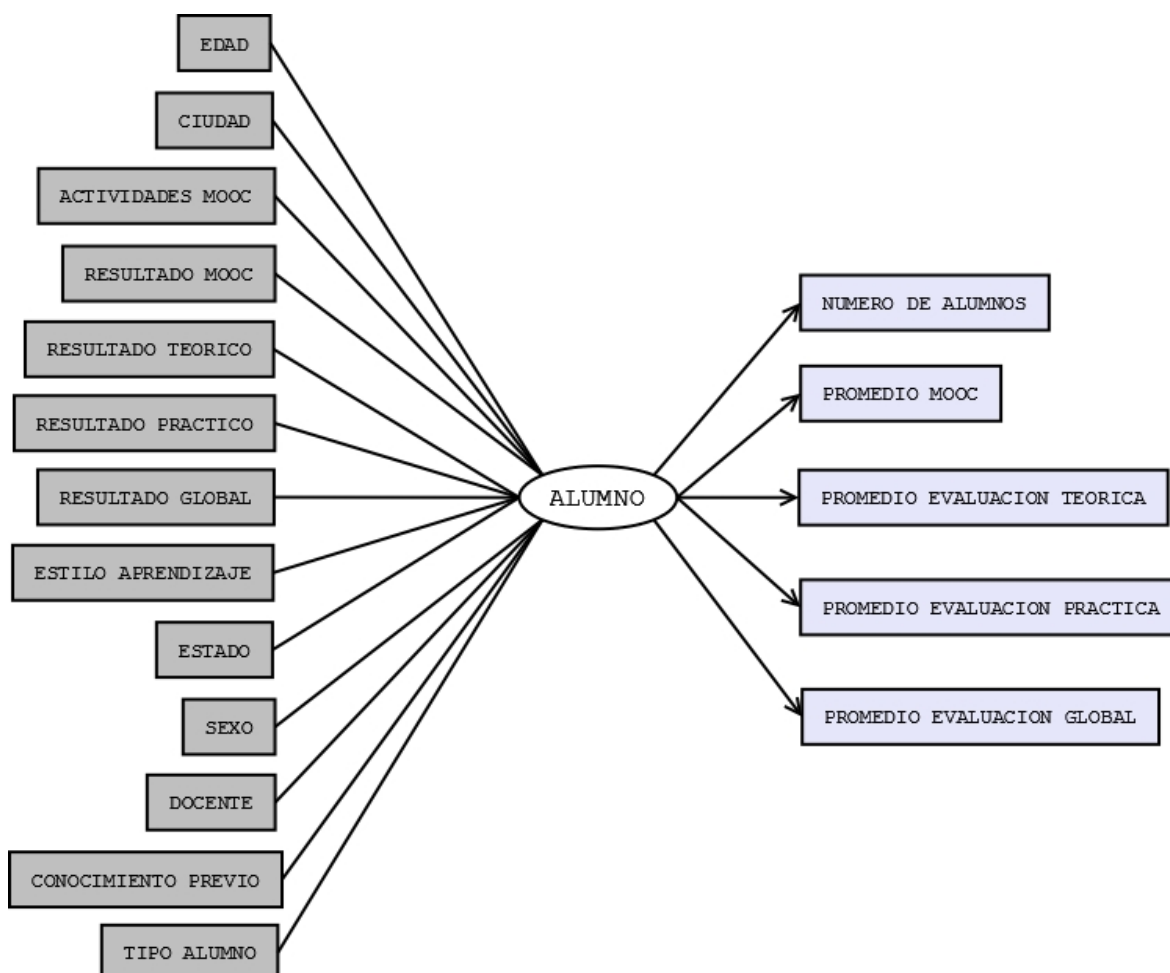 EDAD
CIUDAD
ACTIVIDADES MOOC
RESULTADO MOOC
RESULTADO TEORICO
RESULTADO PRACTICO
RESULTADO GLOBAL
ESTILO APRENDIZAJE
ESTADO
SEXO
DOCENTE
CONOCIMIENTO PREVIO
TIPO ALUMNO
ALUMNO
NUMERO DE ALUMNOS
PROMEDIO MOOC
PROMEDIO EVALUACION TEORICA
PROMEDIO EVALUACION PRACTICA
PROMEDIO EVALUACION GLOBAL